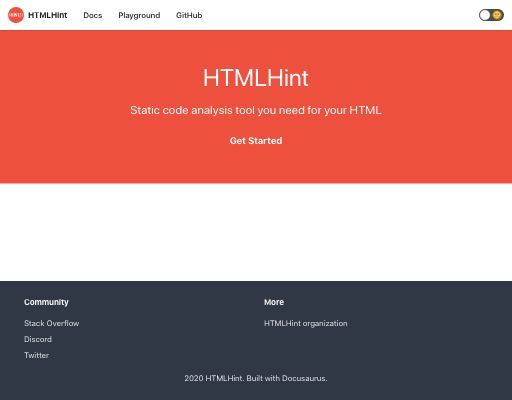 HTMLHint Docs Playground GitHub
HTMLHint
Static code analysis tool you need for your HTML
Get Started
Community
Stack Overflow
Discord
Twitter
More
HTMLHint organization
2020 HTMLHint. Built with Docusaurus.